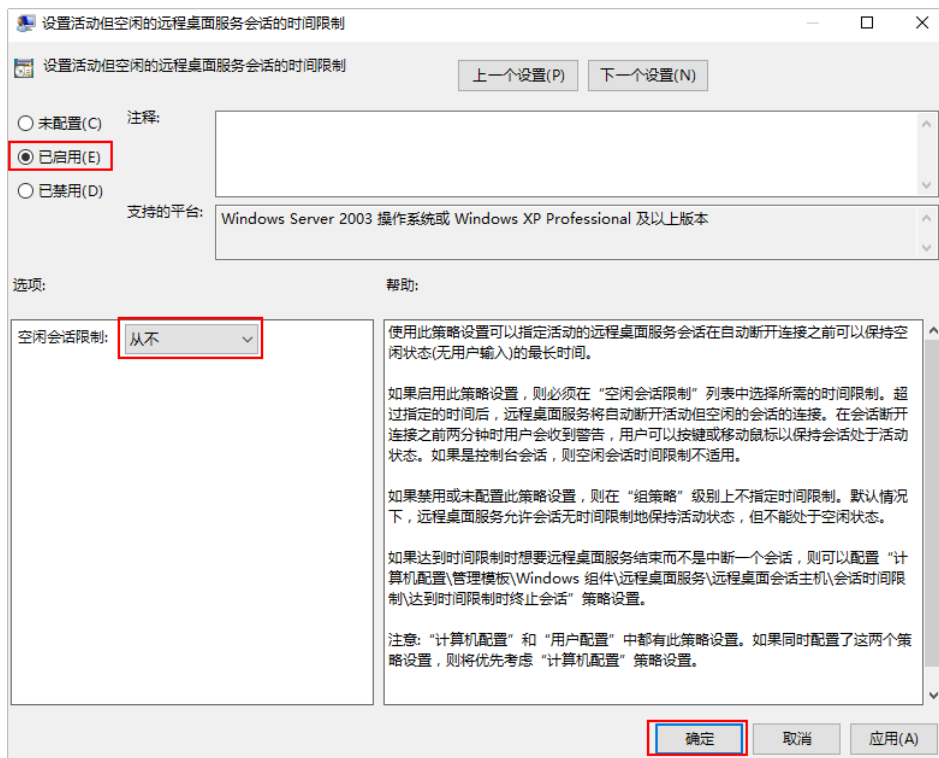 设置活动但空闲的远程桌面服务会话的时间限制
设置活动但空闲的远程桌面服务会话的时间限制
上一个设置(P)
下一个设置(N)
未配置(C)
注释:
已启用(E)
已禁用(D)
支持的平台:
Windows Server 2003 操作系统或 Windows XP Professional 及以上版本
选项:
帮助:
空闲会话限制:
从不
使用此策略设置可以指定活动的远程桌面服务会话在自动断开连接之前可以保持空
闲状态(无用户输入)的最长时间。
如果启用此策略设置，则必须在“空闲会话限制”列表中选择所需的时间限制。超
过指定的时间后，远程桌面服务将自动断开活动但空闲的会话的连接。在会话断开
连接之前两分钟时用户会收到警告，用户可以按键或移动鼠标以保持会话处于活动
状态。如果是控制台会话，则空闲会话时间限制不适用。
如果禁用或未配置此策略设置，则在“组策略”级别上不指定时间限制。默认情况
下，远程桌面服务允许会话无时间限制地保持活动状态，但不能处于空闲状态。
如果达到时间限制时想要远程桌面服务结束而不是中断一个会话，则可以配置“计
算机配置\管理模板\Windows 组件\远程桌面服务\远程桌面会话主机\会话时间限
制\达到时间限制时终止会话”策略设置。
注意:“计算机配置”和“用户配置”中都有此策略设置。如果同时配置了这两个策
略设置，则将优先考虑“计算机配置”策略设置。
确定
取消
应用(A)